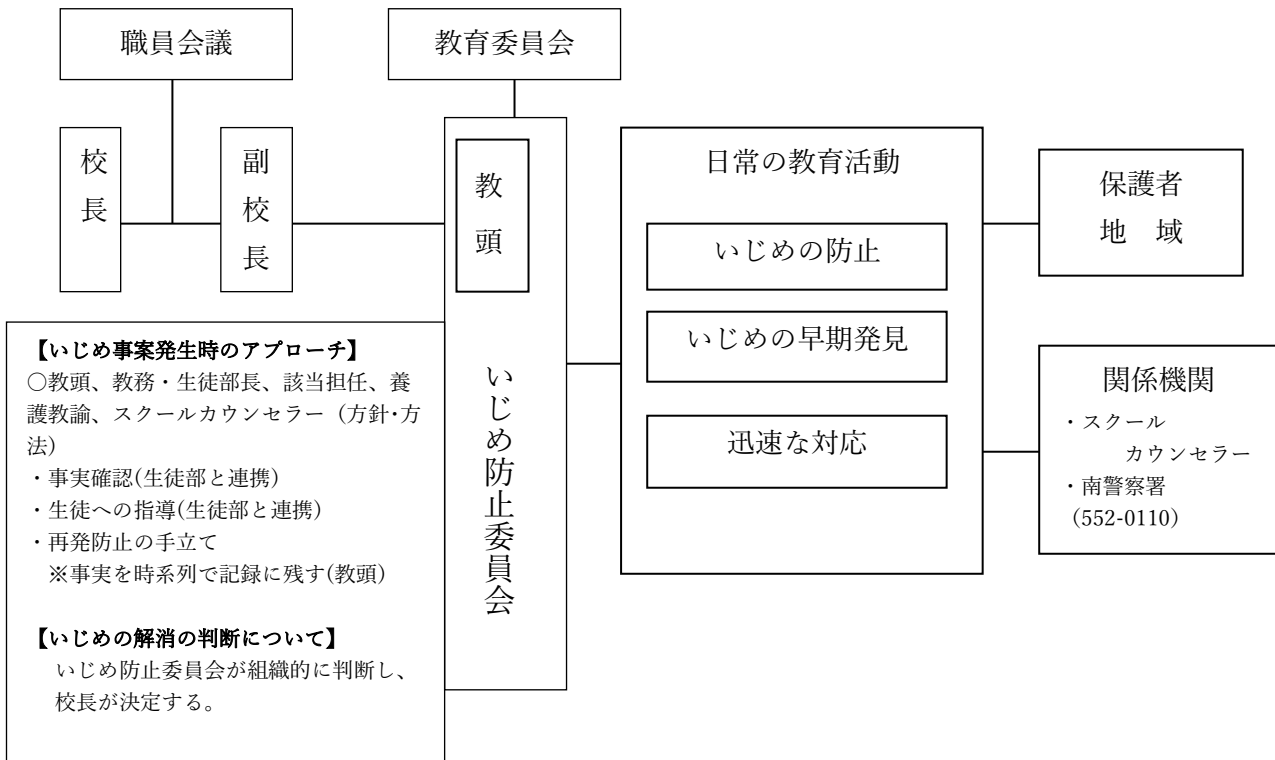 職員会議
教育委員会
校長
副校長
教頭
いじめ防止委員会
日常の教育活動
いじめの防止
いじめの早期発見
迅速な対応
保護者
地　域
関係機関
・スクール
カウンセラー
・南警察署
(552-0110)
【いじめ事案発生時のアプローチ】
○教頭、教務・生徒部長、該当担任、養
護教諭、スクールカウンセラー（方針･方
法）
・事実確認(生徒部と連携)
・生徒への指導(生徒部と連携)
・再発防止の手立て
※事実を時系列で記録に残す(教頭)
【いじめの解消の判断について】
いじめ防止委員会が組織的に判断し、
校長が決定する。